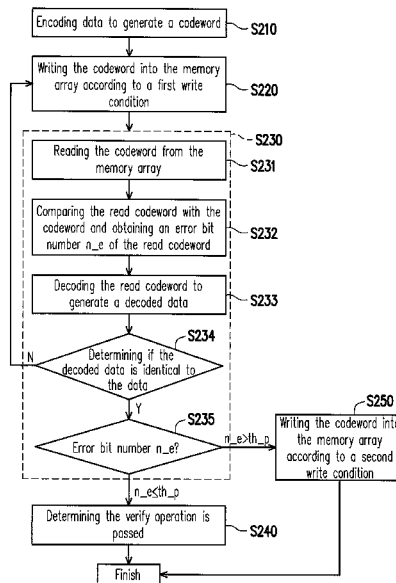 Encoding data to generate a codeword
S210
Writing the codeword into the memory
array according to a first write
condition
S220
S230
Reading the codeword from the
memory array
S231
Comparing the read codeword with the
codeword and obtaining an error bit
number n_e of the read codeword
S232
Decoding the read codeword to
generate a decoded data
S233
S234
N
Determining if the
decoded data is identical to
the data
Y
S235
Error bit number n_e?
n_e>th_p
S250
Writing the codeword into
the memory array
according to a second
write condition
n_e≤th_p
Determining the verify operation is
passed
S240
Finish